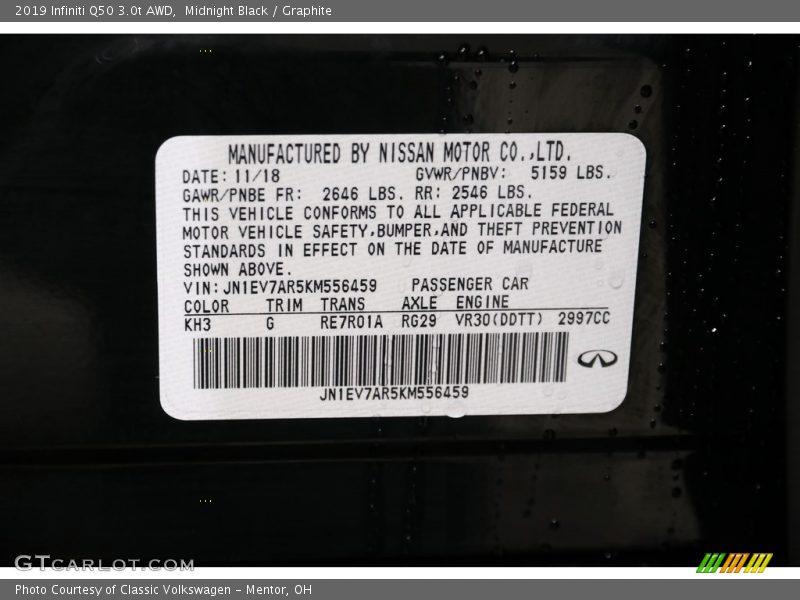 2019 Infiniti Q50 3.0t AWD,  Midnight Black / Graphite
MANUFACTURED BY NISSAN MOTOR CO.,LTD.
DATE: 11/18 GVWR/PNBV: 5159 LBS.
GAWR/PNBE FR: 2646 LBS. RR: 2546 LBS.
THIS VEHICLE CONFORMS TO ALL APPLICABLE FEDERAL
MOTOR VEHICLE SAFETY,BUMPER,AND THEFT PREVENTION
STANDARDS IN EFFECT ON THE DATE OF MANUFACTURE
SHOWN ABOVE.
VIN: JN1EV7AR5KM556459 PASSENGER CAR
COLOR TRIM TRANS AXLE ENGINE
KH3 G RE7R01A RG29 VR30(DDTT) 2997CC
JN1EV7AR5KM556459
GTCARLOT.COM
Photo Courtesy of Classic Volkswagen - Mentor, OH